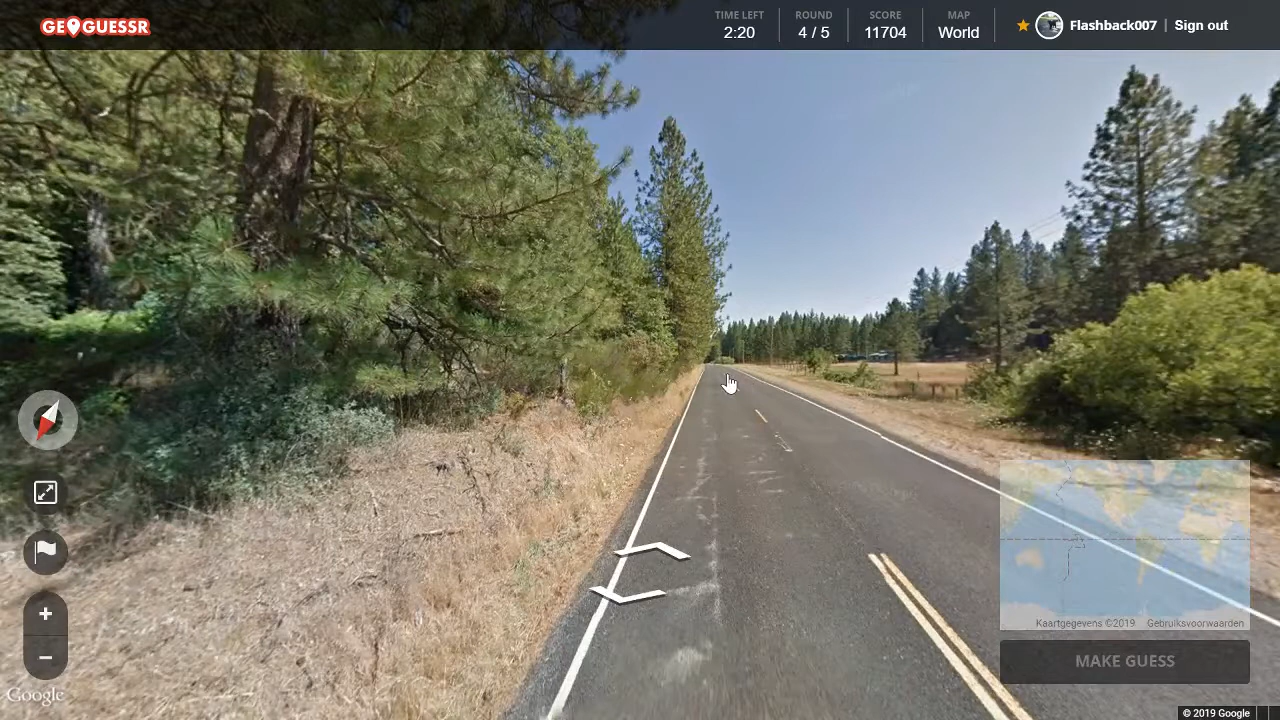 GEOGUESSR
TIME LEFT
2:20
ROUND
4 / 5
SCORE
11704
MAP
World
Flashback007 | Sign out
Kaartgegevens ©2019 Gebruiksvoorwaarden
MAKE GUESS
Google
© 2019 Google